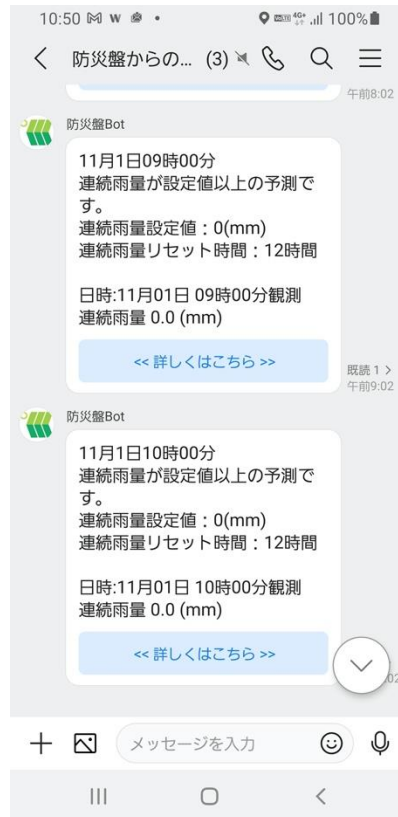 10:50 M W 4G+ 100%
防災盤からの... (3)
午前8:02
防災盤Bot
11月1日09時00分
連続雨量が設定値以上の予測で
す。
連続雨量設定値：0(mm)
連続雨量リセット時間：12時間
日時:11月01日 09時00分観測
連続雨量 0.0 (mm)
<< 詳しくはこちら >>
既読 1 >
午前9:02
防災盤Bot
11月1日10時00分
連続雨量が設定値以上の予測で
す。
連続雨量設定値：0(mm)
連続雨量リセット時間：12時間
日時:11月01日 10時00分観測
連続雨量 0.0 (mm)
<< 詳しくはこちら >>
メッセージを入力